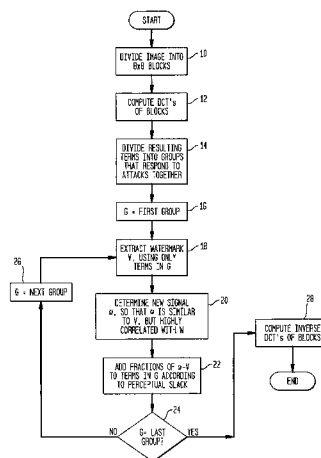 START
DIVIDE IMAGE INTO
8x8 BLOCKS
10
COMPUTE DCT's
OF BLOCKS
12
DIVIDE RESULTING
TERMS INTO GROUPS
THAT RESPOND TO
ATTACKS TOGETHER
14
G = FIRST GROUP
16
EXTRACT WATERMARK
V, USING ONLY
TERMS IN G
18
26
G = NEXT GROUP
DETERMINE NEW SIGNAL
SO THAT
IS SIMILAR
TO V, BUT HIGHLY
CORRELATED WITH W
20
ADD FRACTIONS OF
-V
TO TERMS IN G ACCORDING
TO PERCEPTUAL SLACK
22
28
COMPUTE INVERSE
DCT's OF BLOCKS
END
24
G= LAST
GROUP?
NO
YES